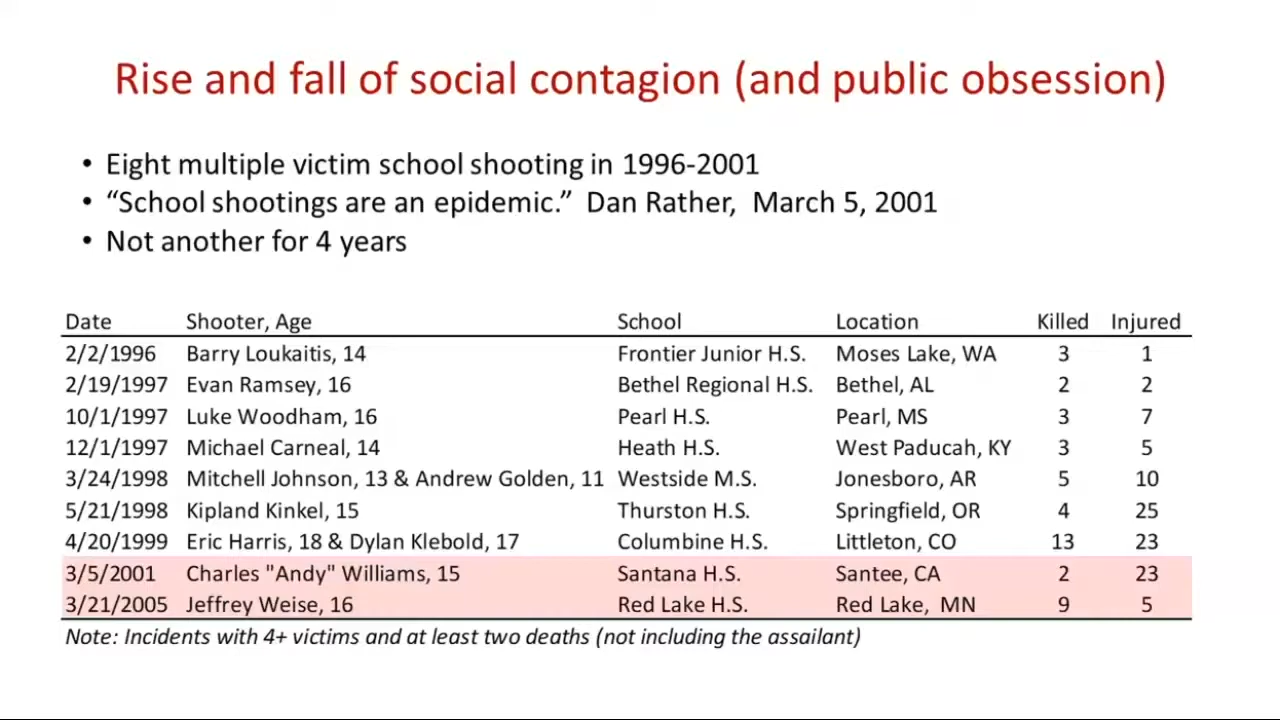 Rise and fall of social contagion (and public obsession)
• Eight multiple victim school shooting in 1996-2001
• “School shootings are an epidemic.” Dan Rather, March 5, 2001
• Not another for 4 years
Date Shooter, Age School Location Killed Injured
2/2/1996 Barry Loukaitis, 14 Frontier Junior H.S. Moses Lake, WA 3 1
2/19/1997 Evan Ramsey, 16 Bethel Regional H.S. Bethel, AL 2 2
10/1/1997 Luke Woodham, 16 Pearl H.S. Pearl, MS 3 7
12/1/1997 Michael Carneal, 14 Heath H.S. West Paducah, KY 3 5
3/24/1998 Mitchell Johnson, 13 & Andrew Golden, 11 Westside M.S. Jonesboro, AR 5 10
5/21/1998 Kipland Kinkel, 15 Thurston H.S. Springfield, OR 4 25
4/20/1999 Eric Harris, 18 & Dylan Klebold, 17 Columbine H.S. Littleton, CO 13 23
3/5/2001 Charles "Andy" Williams, 15 Santana H.S. Santee, CA 2 23
3/21/2005 Jeffrey Weise, 16 Red Lake H.S. Red Lake, MN 9 5
Note: Incidents with 4+ victims and at least two deaths (not including the assailant)